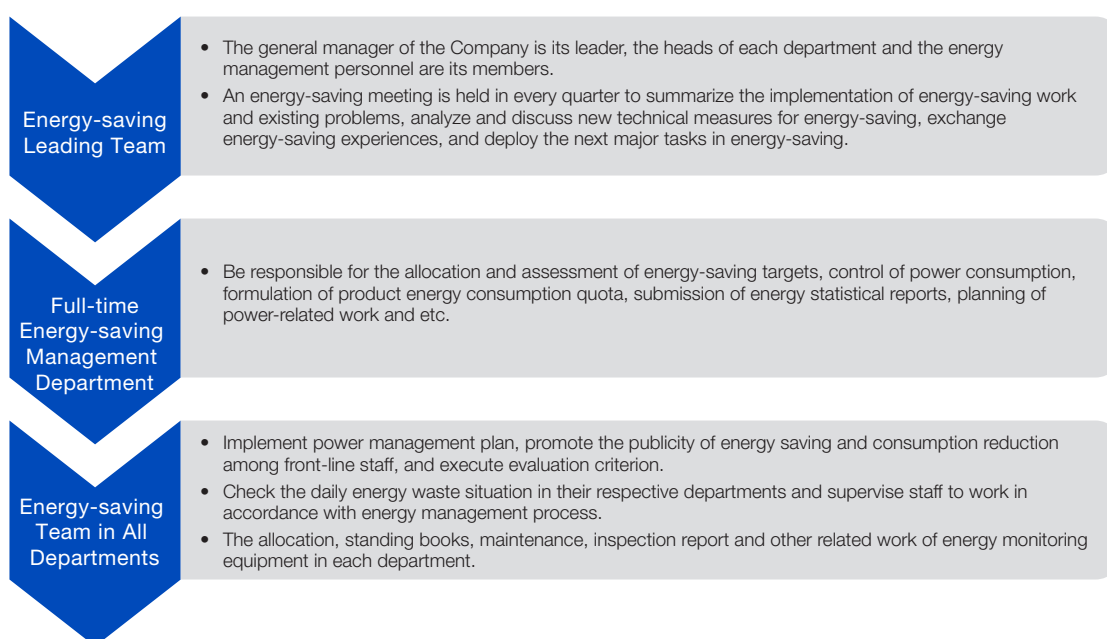 Energy-saving
Leading Team
• The general manager of the Company is its leader, the heads of each department and the energy
management personnel are its members.
• An energy-saving meeting is held in every quarter to summarize the implementation of energy-saving work
and existing problems, analyze and discuss new technical measures for energy-saving, exchange
energy-saving experiences, and deploy the next major tasks in energy-saving.
Full-time
Energy-saving
Management
Department
• Be responsible for the allocation and assessment of energy-saving targets, control of power consumption,
formulation of product energy consumption quota, submission of energy statistical reports, planning of
power-related work and etc.
Energy-saving
Team in All
Departments
• Implement power management plan, promote the publicity of energy saving and consumption reduction
among front-line staff, and execute evaluation criterion.
• Check the daily energy waste situation in their respective departments and supervise staff to work in
accordance with energy management process.
• The allocation, standing books, maintenance, inspection report and other related work of energy monitoring
equipment in each department.